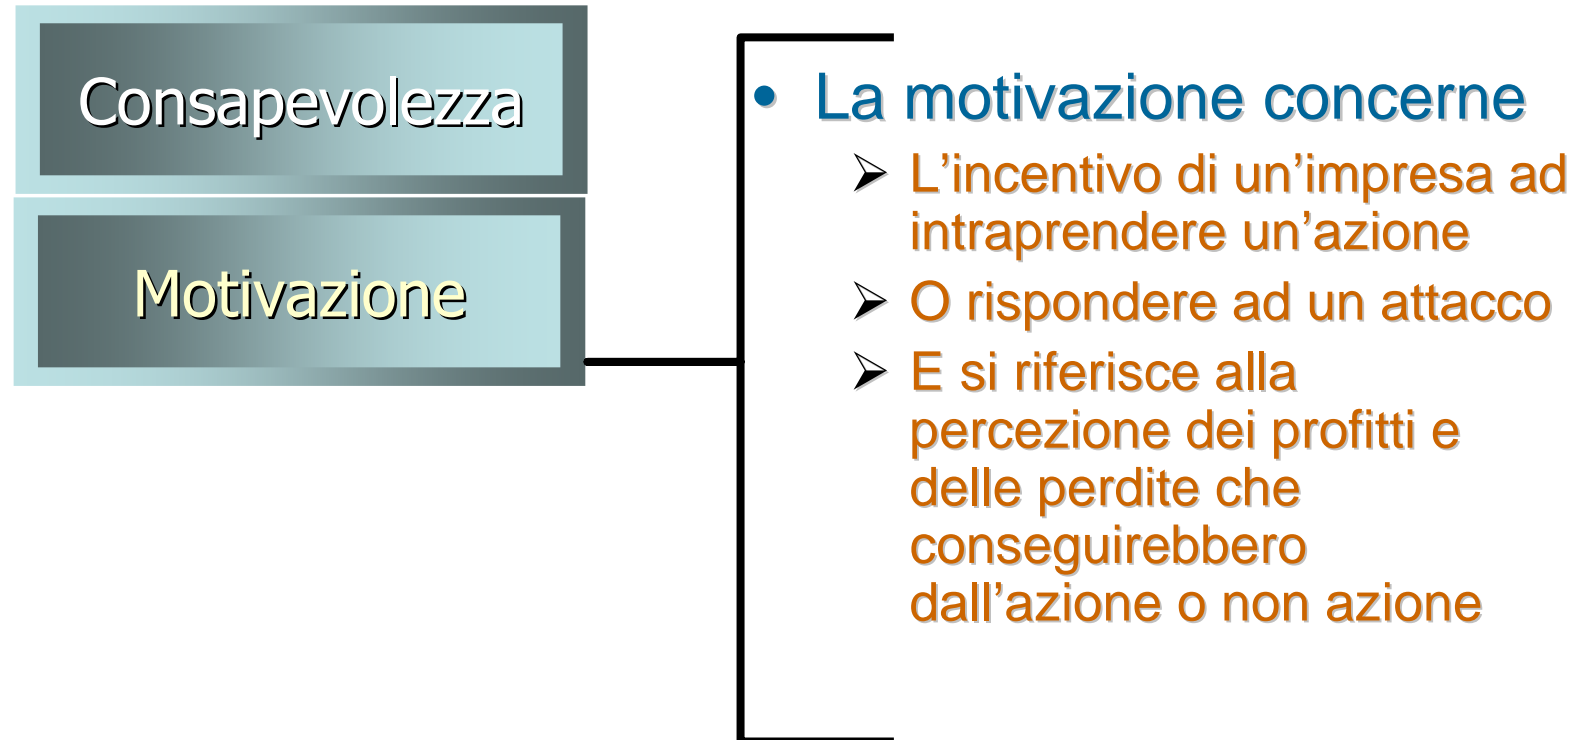 Consapevolezza
Motivazione
• La motivazione concerne
➢ L’incentivo di un’impresa ad
intraprendere un’azione
➢ O rispondere ad un attacco
➢ E si riferisce alla
percezione dei profitti e
delle perdite che
conseguirebbero
dall’azione o non azione